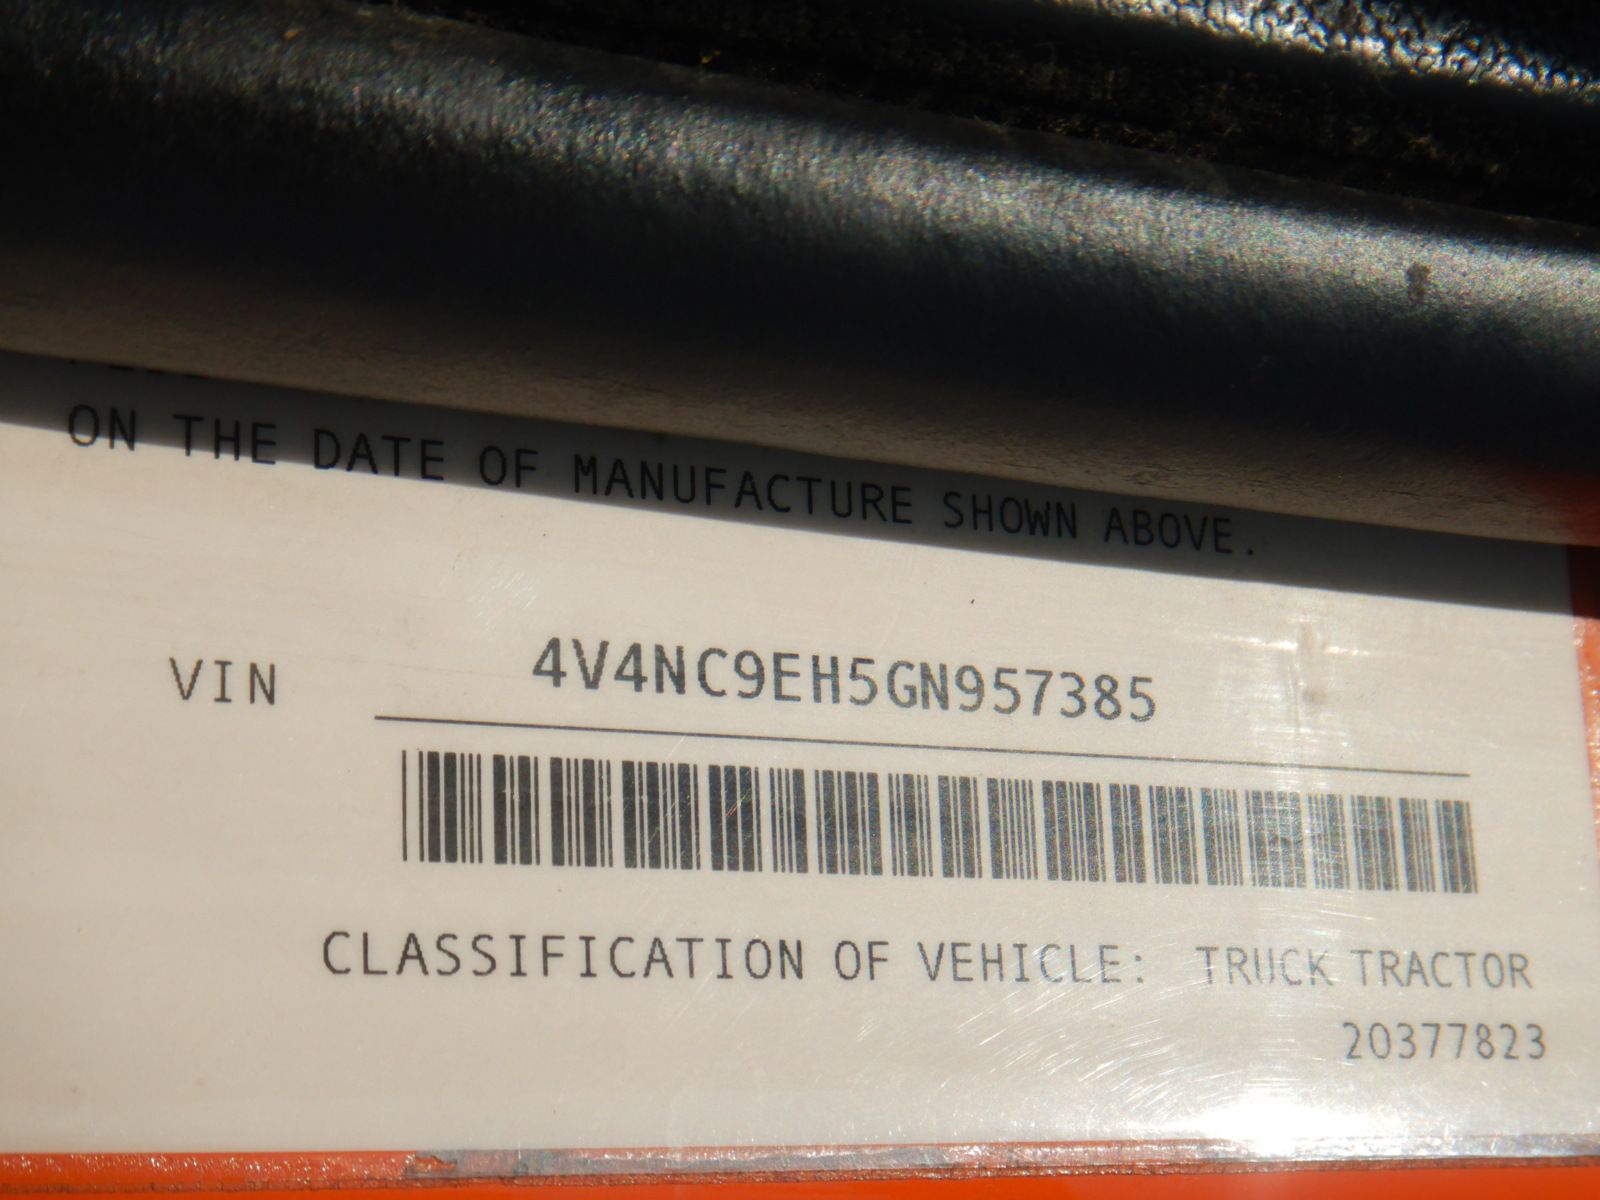 ON THE DATE OF MANUFACTURE SHOWN ABOVE.
VIN 4V4NC9EH5GN957385
CLASSIFICATION OF VEHICLE: TRUCK TRACTOR
20377823